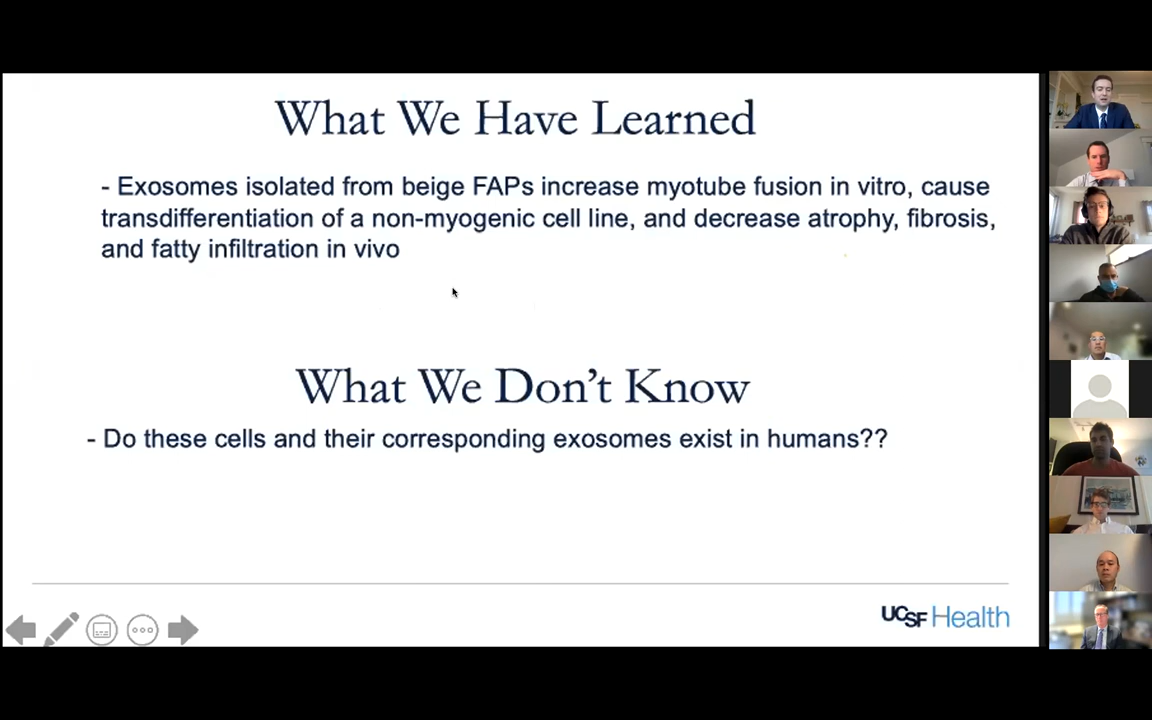 What We Have Learned
- Exosomes isolated from beige FAPs increase myotube fusion in vitro, cause
transdifferentiation of a non-myogenic cell line, and decrease atrophy, fibrosis,
and fatty infiltration in vivo
What We Don't Know
- Do these cells and their corresponding exosomes exist in humans??
UCSF Health